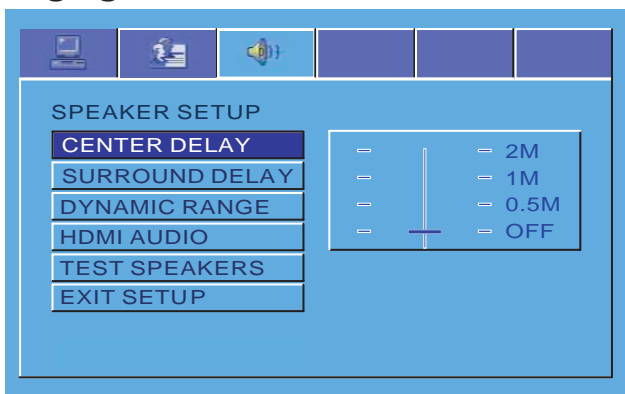 SPEAKER SETUP
CENTER DELAY
SURROUND DELAY
DYNAMIC RANGE
HDMI AUDIO
TEST SPEAKERS
EXIT SETUP
2M
1M
0.5M
OFF